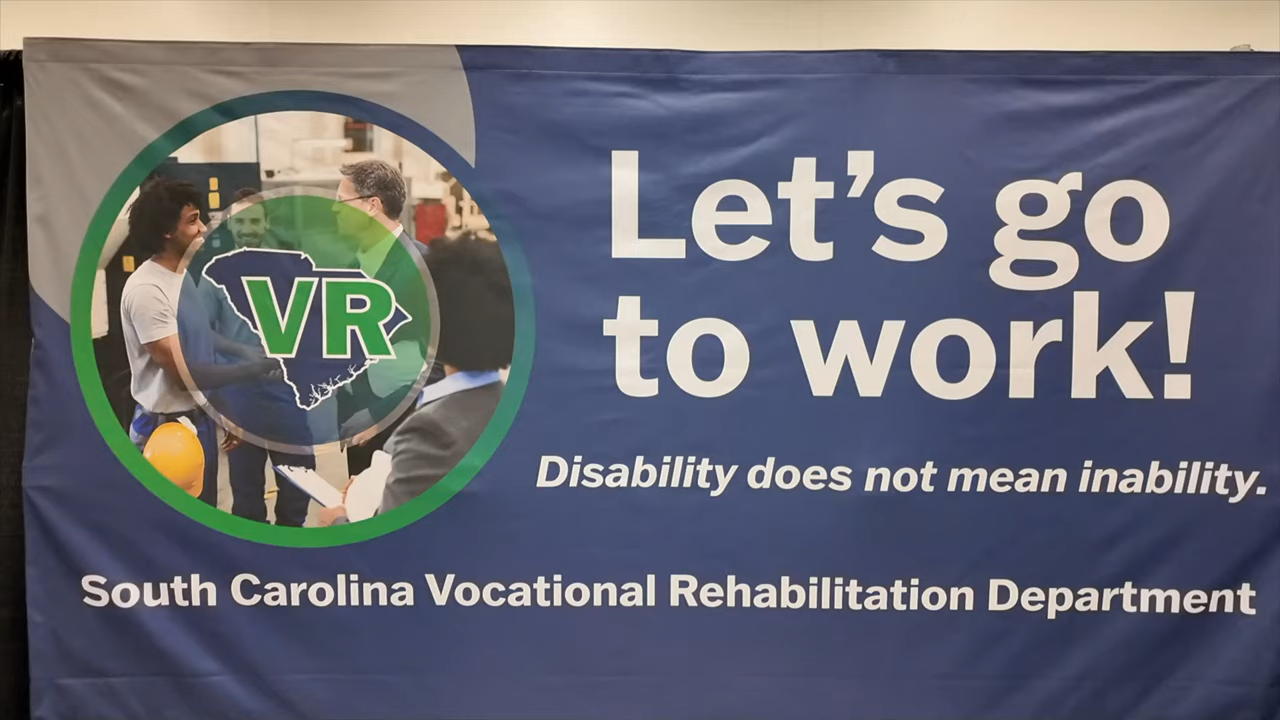 VR
Let's go
to work!
Disability does not mean inability.
South Carolina Vocational Rehabilitation Department